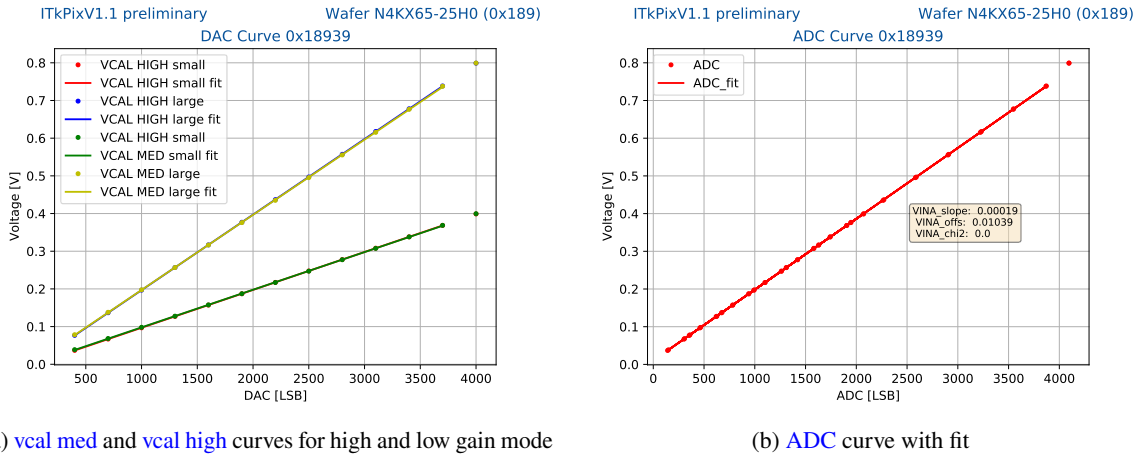 ITkPixV1.1 preliminary Wafer N4KX65-25H0 (0x189)
DAC Curve 0x18939
0.8
0.7
0.6
0.5
0.4
0.3
0.2
0.1
0.0
Voltage [V]
VCAL HIGH small
VCAL HIGH small fit
VCAL HIGH large
VCAL HIGH large fit
VCAL HIGH small
VCAL MED small fit
VCAL MED large
VCAL MED large fit
500 1000 1500 2000 2500 3000 3500 4000
DAC [LSB]
) vcal med and vcal high curves for high and low gain mode
ITkPixV1.1 preliminary Wafer N4KX65-25H0 (0x189)
ADC Curve 0x18939
0.8
0.7
0.6
0.5
0.4
0.3
0.2
0.1
0.0
Voltage [V]
ADC
ADC_fit
VINA_slope: 0.00019
VINA_offs: 0.01039
VINA_chi2: 0.0
0 500 1000 1500 2000 2500 3000 3500 4000
ADC [LSB]
(b) ADC curve with fit